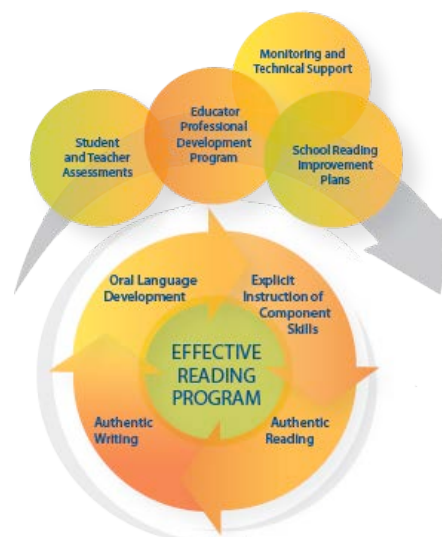 Monitoring and
Technical Support
Educator
Professional
Development
Program
Student
and Teacher
Assessments
School Reading
Improvement
Plans
Oral Language
Development
Explicit
Instruction of
Component
Skills
EFFECTIVE
READING
PROGRAM
Authentic
Writing
Authentic
Reading